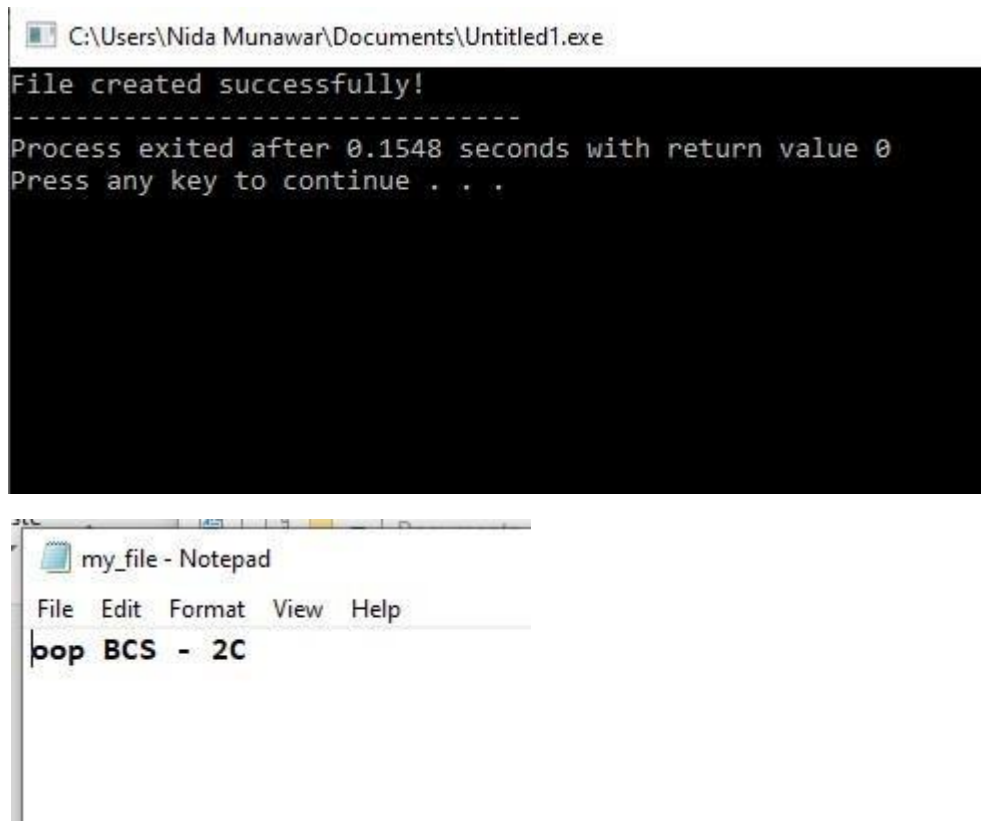 C:\Users\Nida Munawar\Documents\Untitled1.exe
File created successfully!
--------------------------------
Process exited after 0.1548 seconds with return value 0
Press any key to continue . . .
my_file - Notepad
File Edit Format View Help
oop BCS - 2C